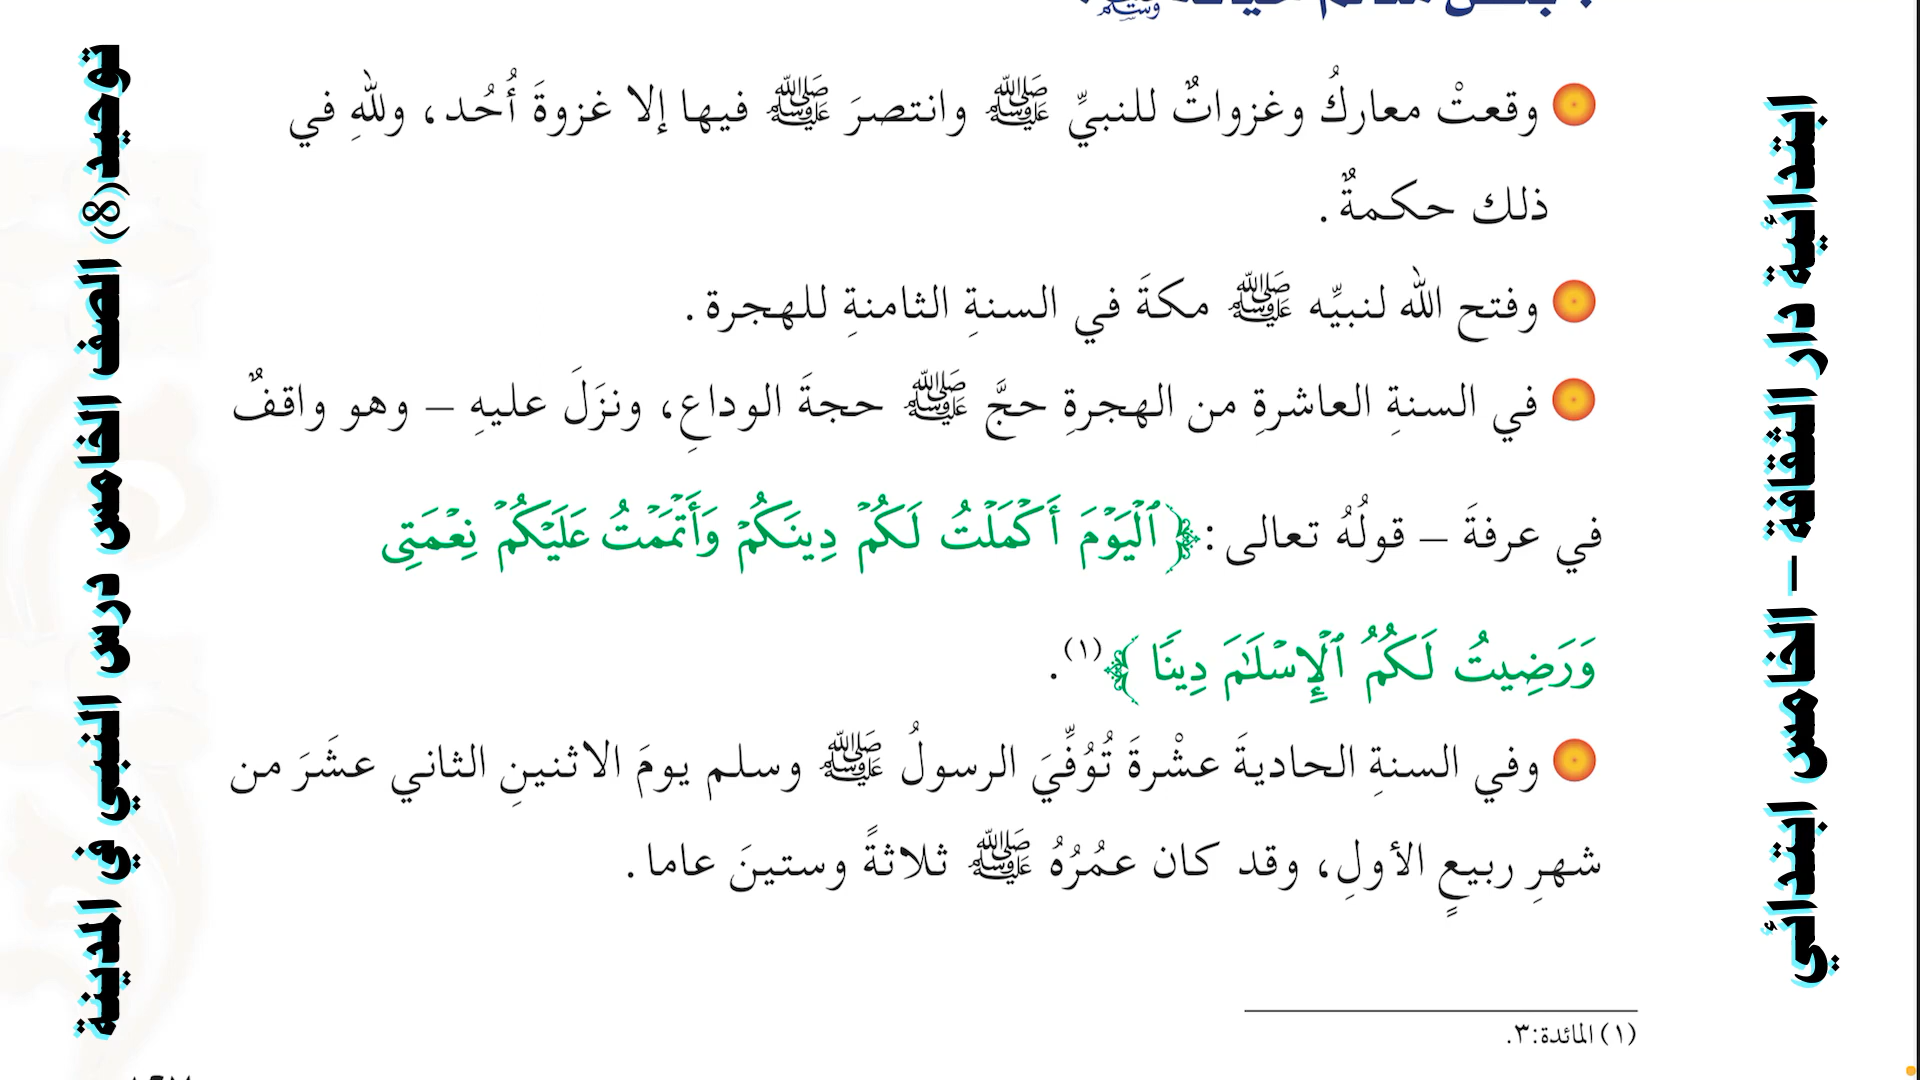 وقعتْ معاركُ وغزواتٌ للنبيِّ ﷺ وانتصرَ ﷺ فيها إلا غزوةَ أُحُد، وللهِ في
ذلك حكمةٌ.
وفتح الله لنبيِّه ﷺ مكةَ في السنةِ الثامنةِ للهجرة.
في السنةِ العاشرةِ من الهجرةِ حجَّ ﷺ حجةَ الوداعِ، ونزَلَ عليهِ – وهو واقفٌ
في عرفةَ – قولُهُ تعالى: ﴿ٱلۡيَوۡمَ أَكۡمَلۡتُ لَكُمۡ دِينَكُمۡ وَأَتۡمَمۡتُ عَلَيۡكُمۡ نِعۡمَتِي
وَرَضِيتُ لَكُمُ ٱلۡإِسۡلَٰمَ دِينٗا﴾(١).
وفي السنةِ الحاديةَ عشْرةَ تُوُفِّيَ الرسولُ ﷺ وسلم يومَ الاثنينِ الثاني عشَرَ من
شهرِ ربيعٍ الأولِ، وقد كان عمُرُهُ ﷺ ثلاثةً وستينَ عاما.
(١) المائدة:٣.
ابتدائية دار الثقافة – الخامس ابتدائي
توحيد(8) الصف الخامس درس النبي في المدينة